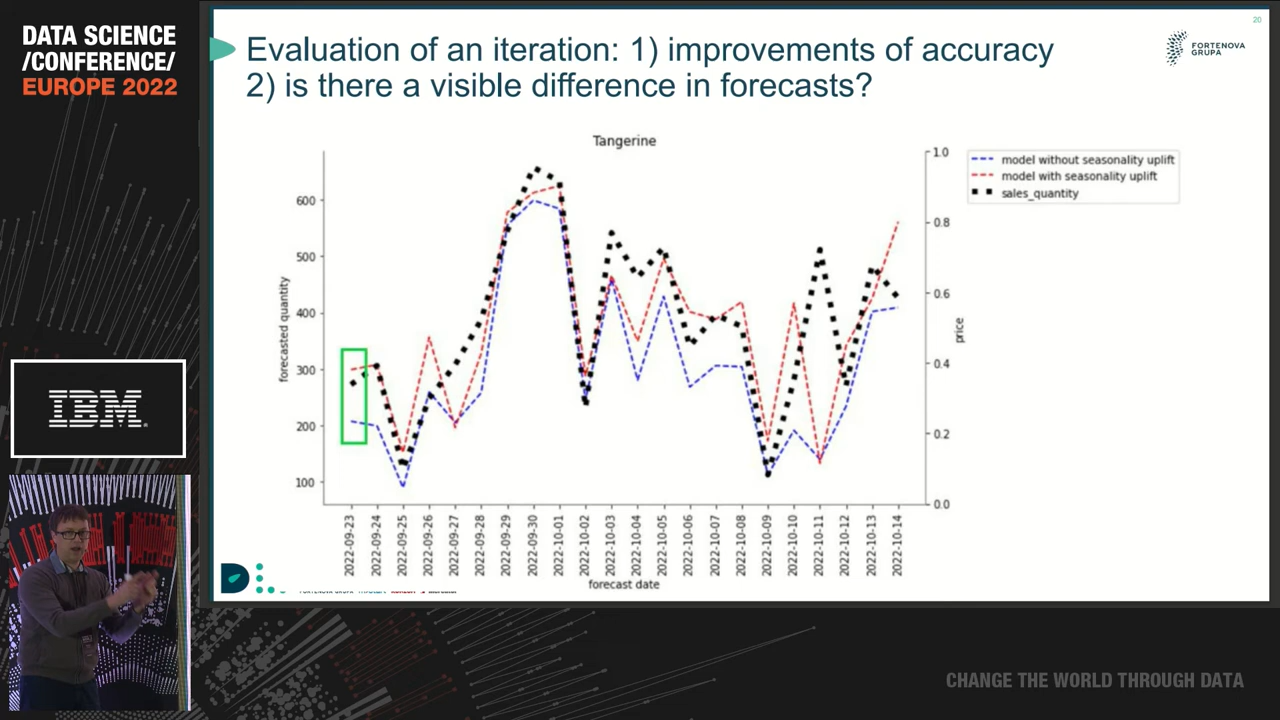 DATA SCIENCE
/CONFERENCE/
EUROPE 2022
20
Evaluation of an iteration: 1) improvements of accuracy
2) is there a visible difference in forecasts?
FORTENOVA
GRUPA
Tangerine
model without seasonality uplift
model with seasonality uplift
sales_quantity
forecasted quantity
600
500
400
300
200
100
1.0
0.8
0.6
0.4
0.2
0.0
price
2022-09-23
2022-09-24
2022-09-25
2022-09-26
2022-09-27
2022-09-28
2022-09-29
2022-09-30
2022-10-01
2022-10-02
2022-10-03
2022-10-04
2022-10-05
2022-10-06
2022-10-07
2022-10-08
2022-10-09
2022-10-10
2022-10-11
2022-10-12
2022-10-13
2022-10-14
forecast date
IBM
CHANGE THE WORLD THROUGH DATA